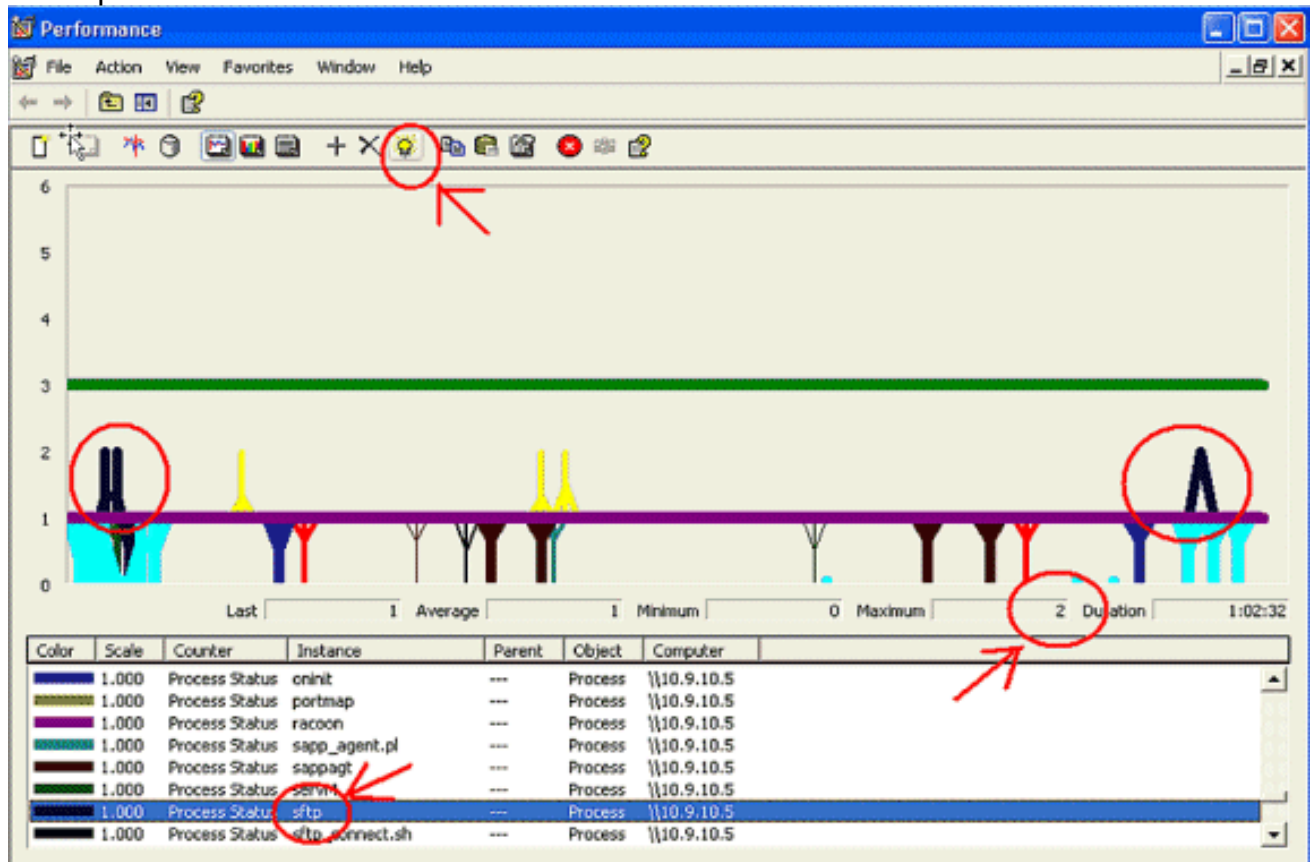 Performance
File Action View Favorites Window Help
6
5
4
3
2
1
0
Last 1 Average 1 Minimum 0 Maximum 2 Duration 1:02:32
Color Scale Counter Instance Parent Object Computer
1.000 Process Status oninit --- Process \\10.9.10.5
1.000 Process Status portmap --- Process \\10.9.10.5
1.000 Process Status racoon --- Process \\10.9.10.5
1.000 Process Status sapp_agent.pl --- Process \\10.9.10.5
1.000 Process Status sappagt --- Process \\10.9.10.5
1.000 Process Status --- Process \\10.9.10.5
1.000 Process Status sftp --- Process \\10.9.10.5
1.000 Process Status sftp_connect.sh --- Process \\10.9.10.5